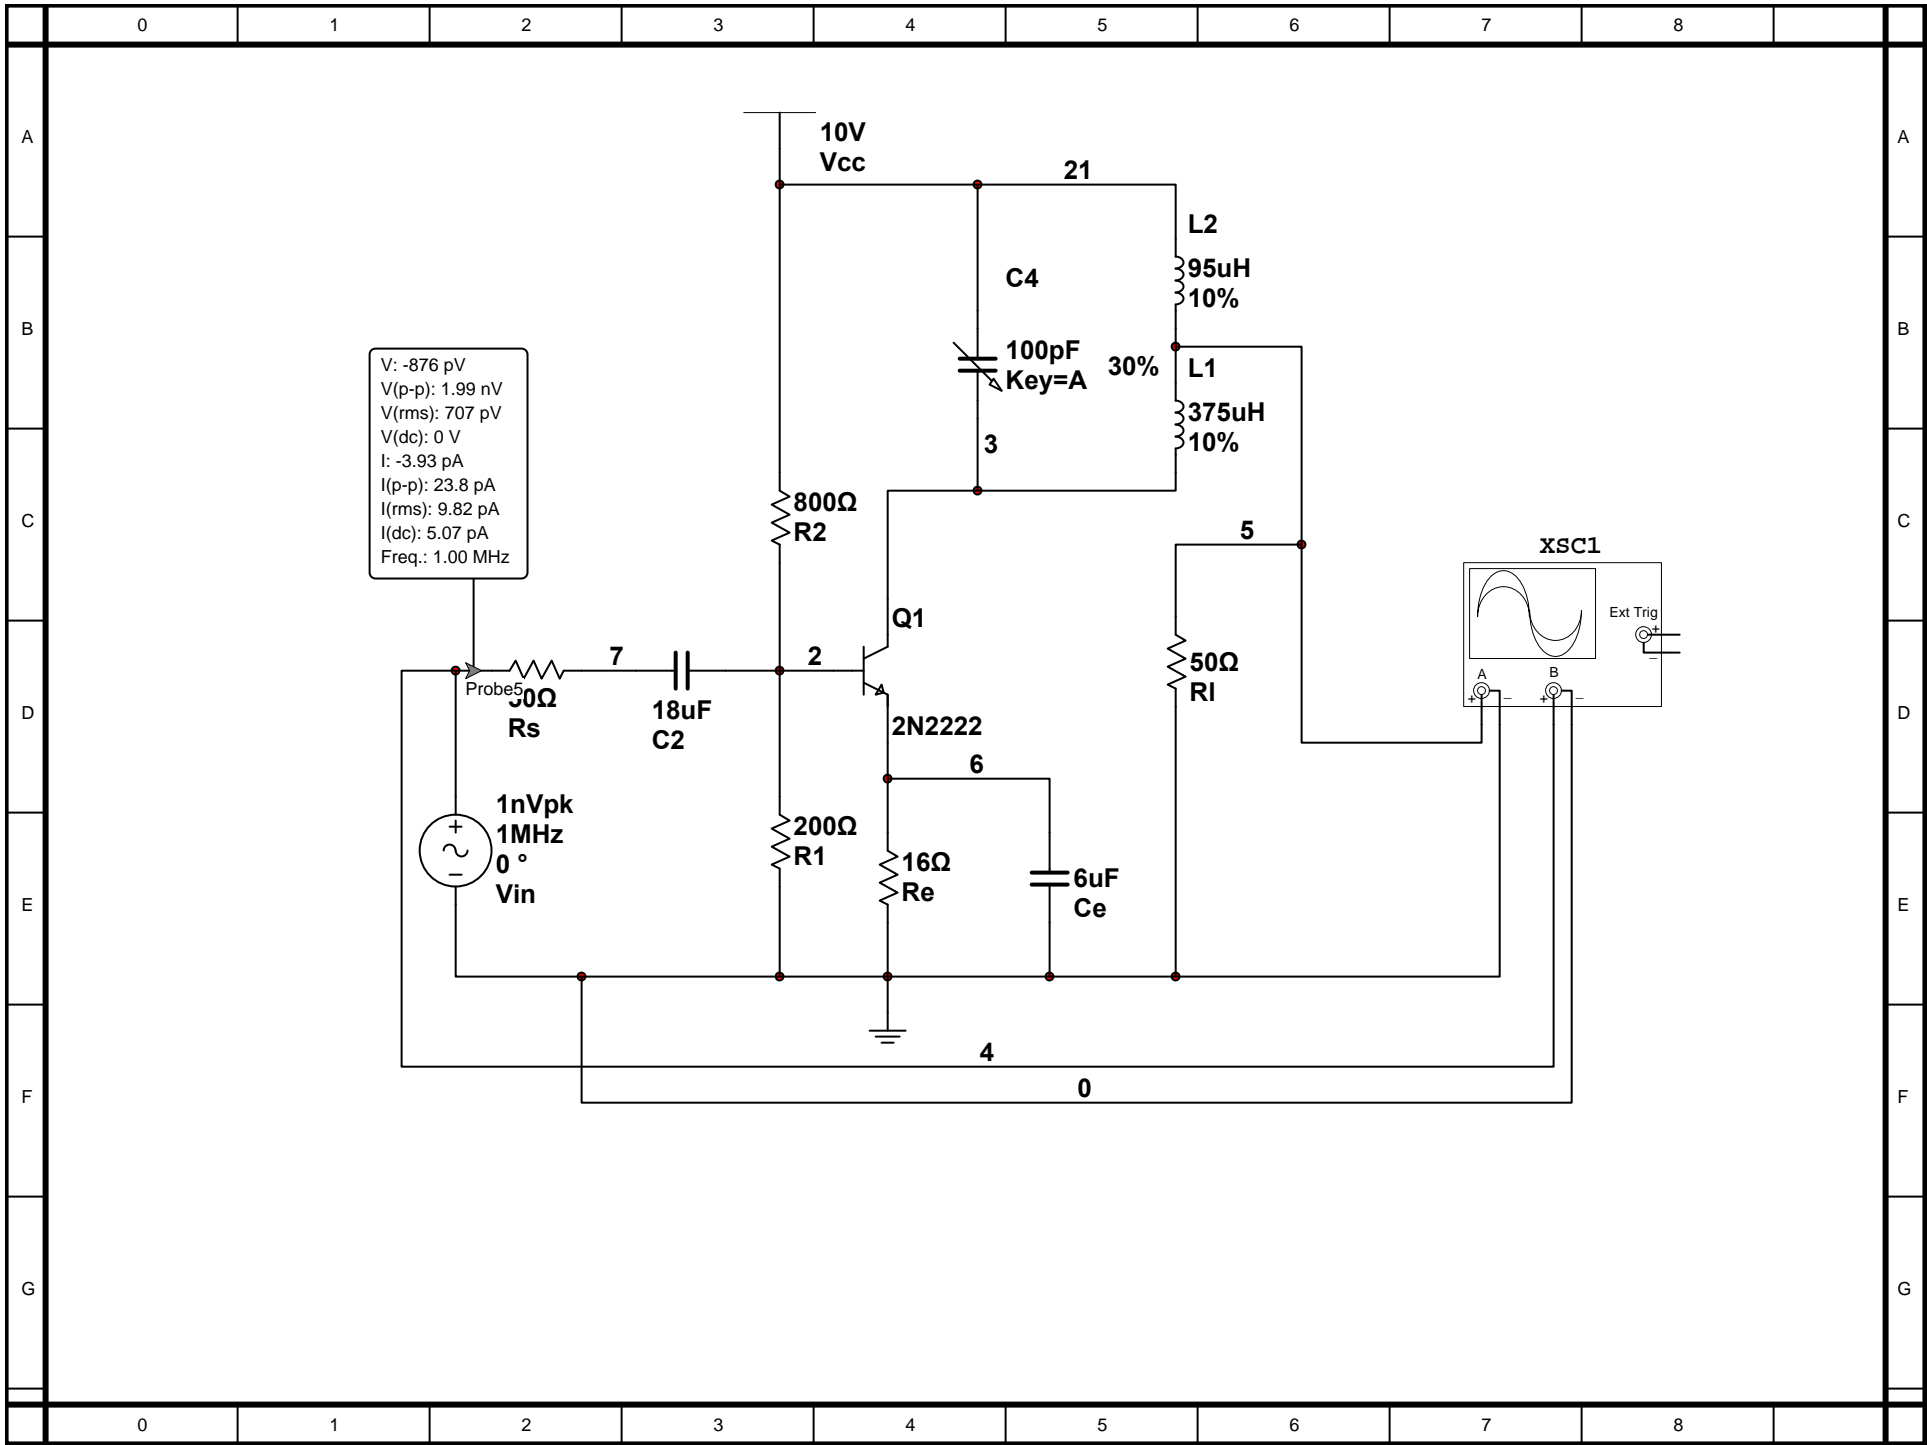 0 1 2 3 4 5 6 7 8
A A
10V
Vcc
21
L2
95uH
10%
C4
B B
100pF
Key=A
30%
L1
375uH
10%
3
V: -876 pV
V(p-p): 1.99 nV
V(rms): 707 pV
V(dc): 0 V
I: -3.93 pA
I(p-p): 23.8 pA
I(rms): 9.82 pA
I(dc): 5.07 pA
Freq.: 1.00 MHz
C C
800Ω
R2
5
XSC1
Ext Trig
+
_
A B
+ _ + _
Q1
7
2
Probe5
Rs
18uF
C2
50Ω
Rl
D D
2N2222
6
1nVpk
1MHz
0 °
Vin
200Ω
R1
16Ω
Re
6uF
Ce
E E
4
0
F F
G G
0 1 2 3 4 5 6 7 8